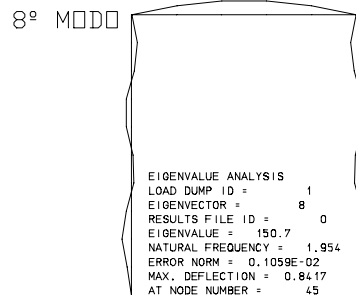 8º MODO
EIGENVALUE ANALYSIS
LOAD DUMP ID = 1
EIGENVECTOR = 8
RESULTS FILE ID = 0
EIGENVALUE = 150.7
NATURAL FREQUENCY = 1.954
ERROR NORM = 0.1059E-02
MAX. DEFLECTION = 0.8417
AT NODE NUMBER = 45